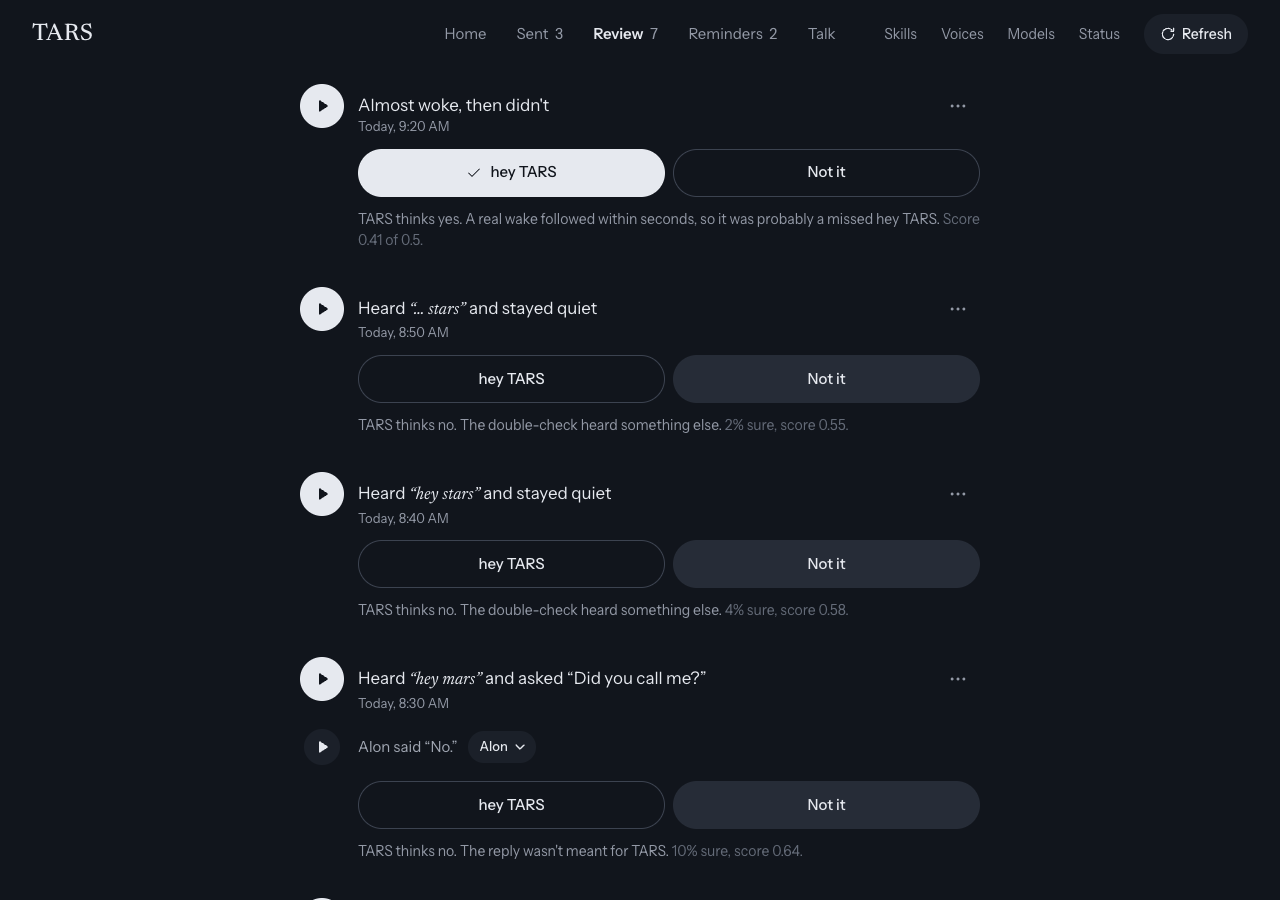 TARS
Home
Sent 3
Review 7
Reminders 2
Talk
Skills
Voices
Models
Status
Refresh
Almost woke, then didn't
Today, 9:20 AM
hey TARS
Not it
TARS thinks yes. A real wake followed within seconds, so it was probably a missed hey TARS. Score
0.41 of 0.5.
Heard “... stars” and stayed quiet
Today, 8:50 AM
hey TARS
Not it
TARS thinks no. The double-check heard something else. 2% sure, score 0.55.
Heard “hey stars” and stayed quiet
Today, 8:40 AM
hey TARS
Not it
TARS thinks no. The double-check heard something else. 4% sure, score 0.58.
Heard “hey mars” and asked “Did you call me?”
Today, 8:30 AM
Alon said “No.”
Alon
hey TARS
Not it
TARS thinks no. The reply wasn't meant for TARS. 10% sure, score 0.64.